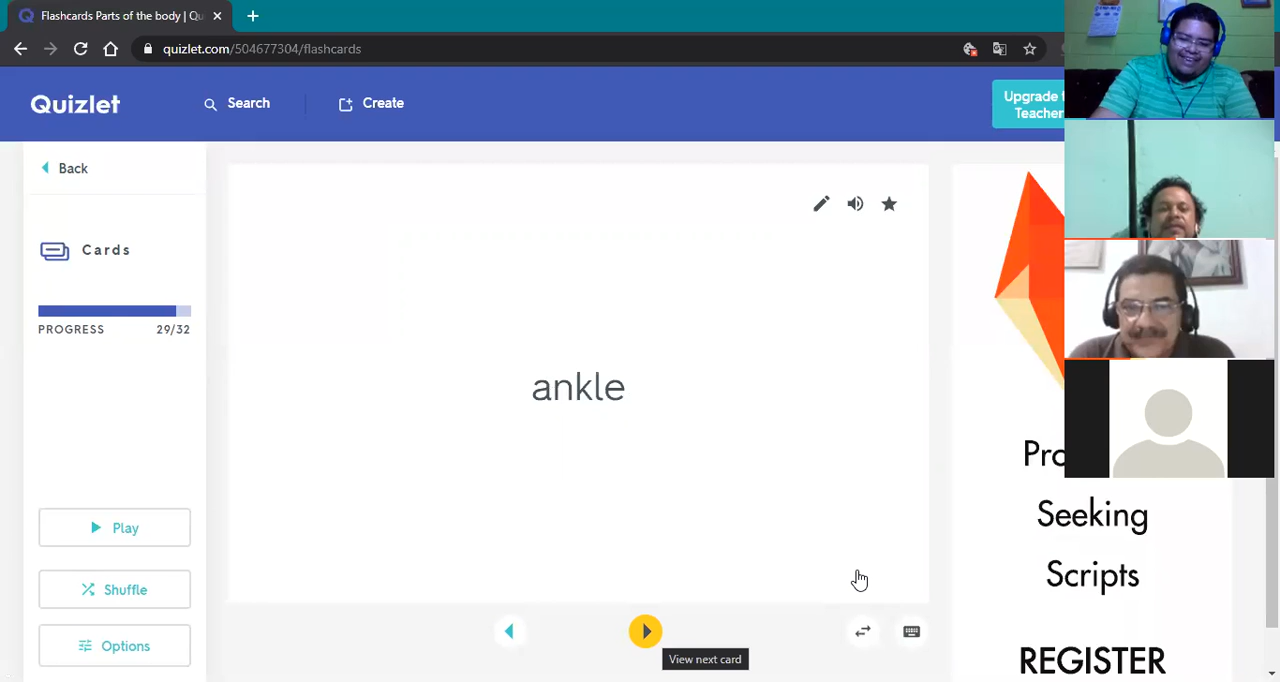 Flashcards Parts of the body | Qu
quizlet.com/504677304/flashcards
Quizlet
Search
Create
Upgrade
Teacher
Back
Cards
PROGRESS 29/32
ankle
Play
Shuffle
Options
View next card
Seeking
Scripts
REGISTER